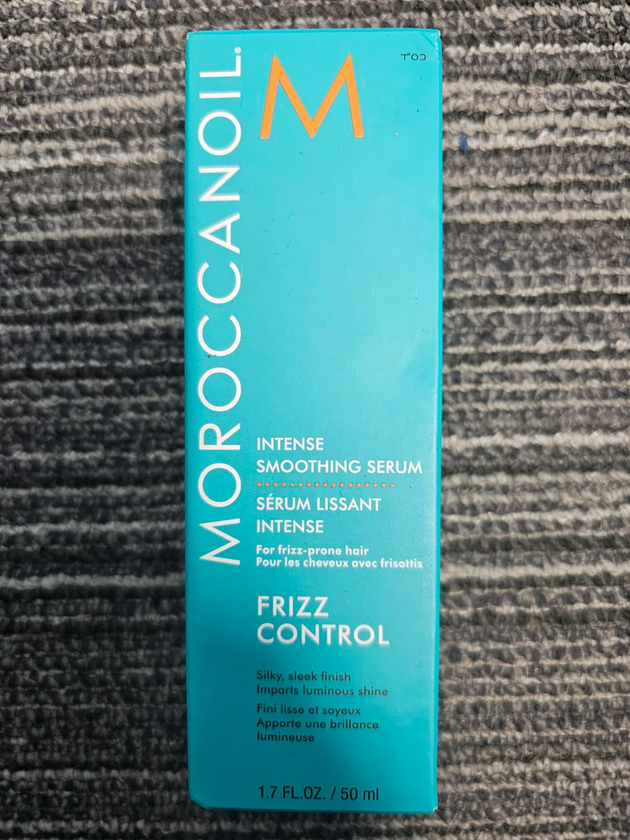 MOROCCANOIL®
M
INTENSE
SMOOTHING SERUM
SÉRUM LISSANT
INTENSE
For frizz-prone hair
Pour les cheveux avec frisottis
FRIZZ
CONTROL
Silky, sleek finish
Imparts luminous shine
Fini lisse et soyeux
Apporte une brillance
lumineuse
1.7 FL.OZ. / 50 ml